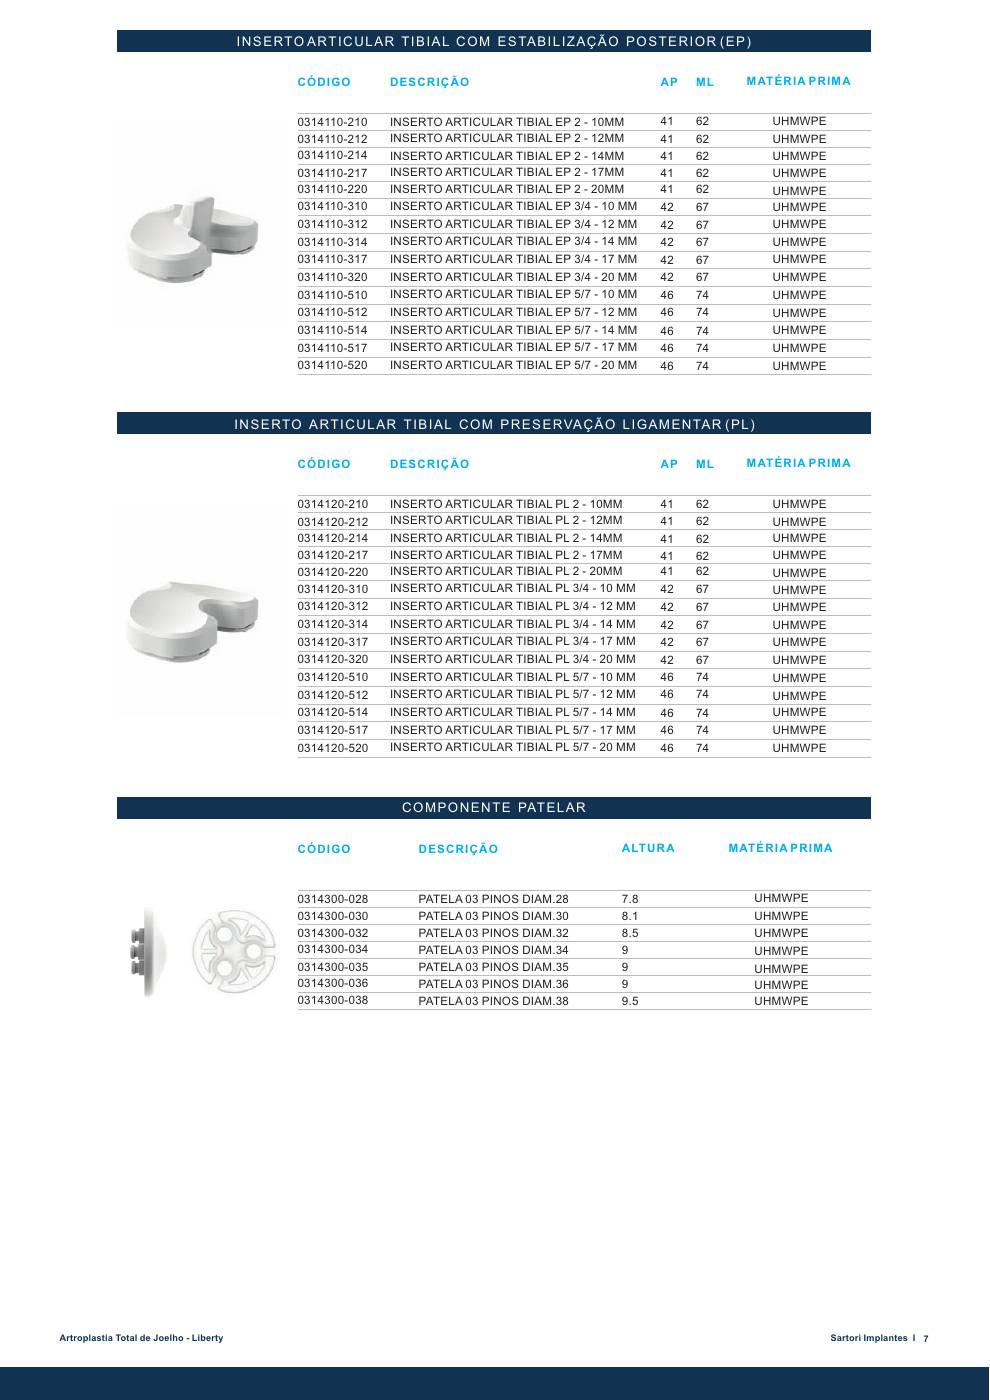 INSERTO ARTICULAR TIBIAL COM ESTABILIZAÇÃO POSTERIOR (EP)
CÓDIGO DESCRIÇÃO AP ML MATÉRIA PRIMA
0314110-210 INSERTO ARTICULAR TIBIAL EP 2 - 10MM 41 62 UHMWPE
0314110-212 INSERTO ARTICULAR TIBIAL EP 2 - 12MM 41 62 UHMWPE
0314110-214 INSERTO ARTICULAR TIBIAL EP 2 - 14MM 41 62 UHMWPE
0314110-217 INSERTO ARTICULAR TIBIAL EP 2 - 17MM 41 62 UHMWPE
0314110-220 INSERTO ARTICULAR TIBIAL EP 2 - 20MM 41 62 UHMWPE
0314110-310 INSERTO ARTICULAR TIBIAL EP 3/4 - 10 MM 42 67 UHMWPE
0314110-312 INSERTO ARTICULAR TIBIAL EP 3/4 - 12 MM 42 67 UHMWPE
0314110-314 INSERTO ARTICULAR TIBIAL EP 3/4 - 14 MM 42 67 UHMWPE
0314110-317 INSERTO ARTICULAR TIBIAL EP 3/4 - 17 MM 42 67 UHMWPE
0314110-320 INSERTO ARTICULAR TIBIAL EP 3/4 - 20 MM 42 67 UHMWPE
0314110-510 INSERTO ARTICULAR TIBIAL EP 5/7 - 10 MM 46 74 UHMWPE
0314110-512 INSERTO ARTICULAR TIBIAL EP 5/7 - 12 MM 46 74 UHMWPE
0314110-514 INSERTO ARTICULAR TIBIAL EP 5/7 - 14 MM 46 74 UHMWPE
0314110-517 INSERTO ARTICULAR TIBIAL EP 5/7 - 17 MM 46 74 UHMWPE
0314110-520 INSERTO ARTICULAR TIBIAL EP 5/7 - 20 MM 46 74 UHMWPE
INSERTO ARTICULAR TIBIAL COM PRESERVAÇÃO LIGAMENTAR (PL)
CÓDIGO DESCRIÇÃO AP ML MATÉRIA PRIMA
0314120-210 INSERTO ARTICULAR TIBIAL PL 2 - 10MM 41 62 UHMWPE
0314120-212 INSERTO ARTICULAR TIBIAL PL 2 - 12MM 41 62 UHMWPE
0314120-214 INSERTO ARTICULAR TIBIAL PL 2 - 14MM 41 62 UHMWPE
0314120-217 INSERTO ARTICULAR TIBIAL PL 2 - 17MM 41 62 UHMWPE
0314120-220 INSERTO ARTICULAR TIBIAL PL 2 - 20MM 41 62 UHMWPE
0314120-310 INSERTO ARTICULAR TIBIAL PL 3/4 - 10 MM 42 67 UHMWPE
0314120-312 INSERTO ARTICULAR TIBIAL PL 3/4 - 12 MM 42 67 UHMWPE
0314120-314 INSERTO ARTICULAR TIBIAL PL 3/4 - 14 MM 42 67 UHMWPE
0314120-317 INSERTO ARTICULAR TIBIAL PL 3/4 - 17 MM 42 67 UHMWPE
0314120-320 INSERTO ARTICULAR TIBIAL PL 3/4 - 20 MM 42 67 UHMWPE
0314120-510 INSERTO ARTICULAR TIBIAL PL 5/7 - 10 MM 46 74 UHMWPE
0314120-512 INSERTO ARTICULAR TIBIAL PL 5/7 - 12 MM 46 74 UHMWPE
0314120-514 INSERTO ARTICULAR TIBIAL PL 5/7 - 14 MM 46 74 UHMWPE
0314120-517 INSERTO ARTICULAR TIBIAL PL 5/7 - 17 MM 46 74 UHMWPE
0314120-520 INSERTO ARTICULAR TIBIAL PL 5/7 - 20 MM 46 74 UHMWPE
COMPONENTE PATELAR
CÓDIGO DESCRIÇÃO ALTURA MATÉRIA PRIMA
0314300-028 PATELA 03 PINOS DIAM.28 7.8 UHMWPE
0314300-030 PATELA 03 PINOS DIAM.30 8.1 UHMWPE
0314300-032 PATELA 03 PINOS DIAM.32 8.5 UHMWPE
0314300-034 PATELA 03 PINOS DIAM.34 9 UHMWPE
0314300-035 PATELA 03 PINOS DIAM.35 9 UHMWPE
0314300-036 PATELA 03 PINOS DIAM.36 9 UHMWPE
0314300-038 PATELA 03 PINOS DIAM.38 9.5 UHMWPE
Artroplastia Total de Joelho - Liberty Sartori Implantes I 7